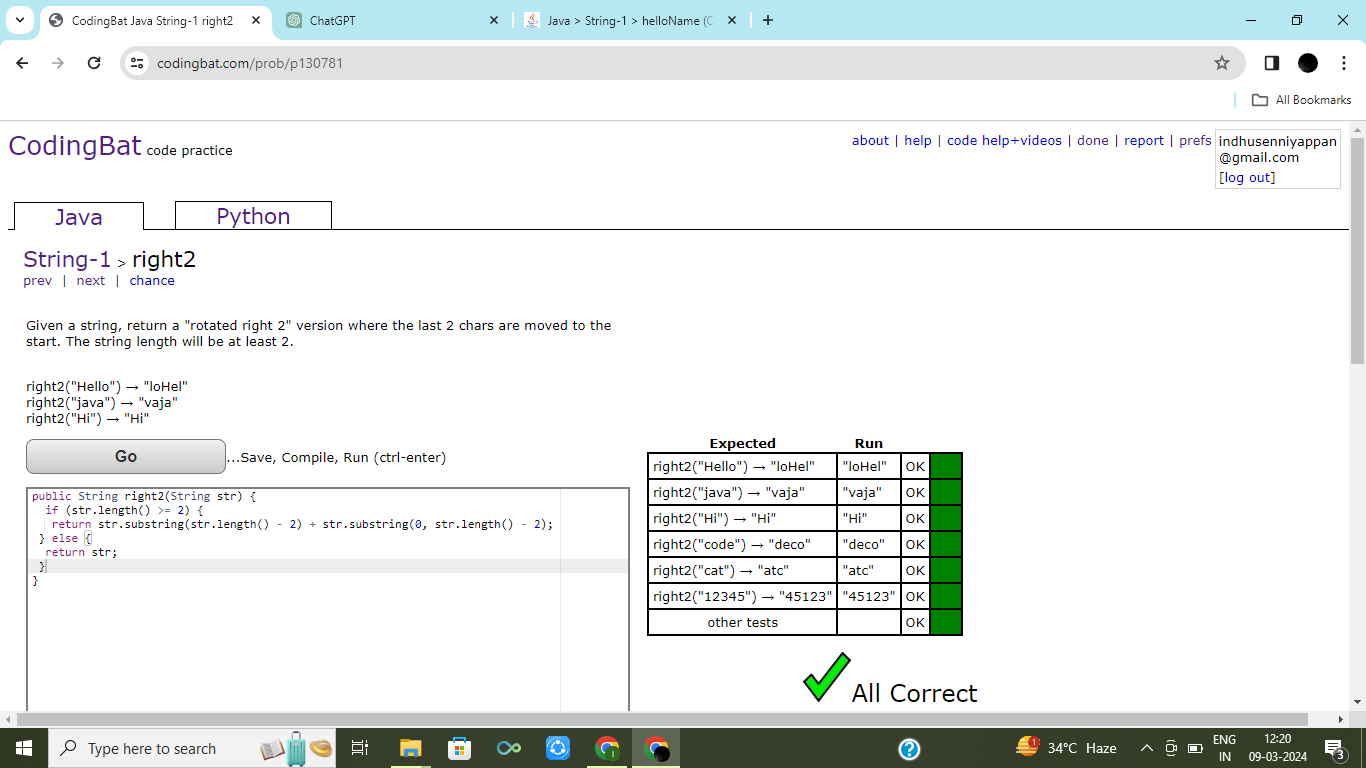 CodingBat Java String-1 right2
ChatGPT
Java > String-1 > helloName (C
codingbat.com/prob/p130781
All Bookmarks
CodingBat code practice
about | help | code help+videos | done | report | prefs
indhusenniyappan
@gmail.com
[log out]
Java
Python
String-1 > right2
prev | next | chance
Given a string, return a "rotated right 2" version where the last 2 chars are moved to the
start. The string length will be at least 2.
right2("Hello") → "loHel"
right2("java") → "vaja"
right2("Hi") → "Hi"
Go ...Save, Compile, Run (ctrl-enter)
public String right2(String str) {
if (str.length() >= 2) {
return str.substring(str.length() - 2) + str.substring(0, str.length() - 2);
} else {
return str;
}
}
Expected Run
right2("Hello") → "loHel" "loHel" OK
right2("java") → "vaja" "vaja" OK
right2("Hi") → "Hi" "Hi" OK
right2("code") → "deco" "deco" OK
right2("cat") → "atc" "atc" OK
right2("12345") → "45123" "45123" OK
other tests OK
All Correct
Type here to search
1
34°C Haze
ENG
IN
12:20
09-03-2024
3